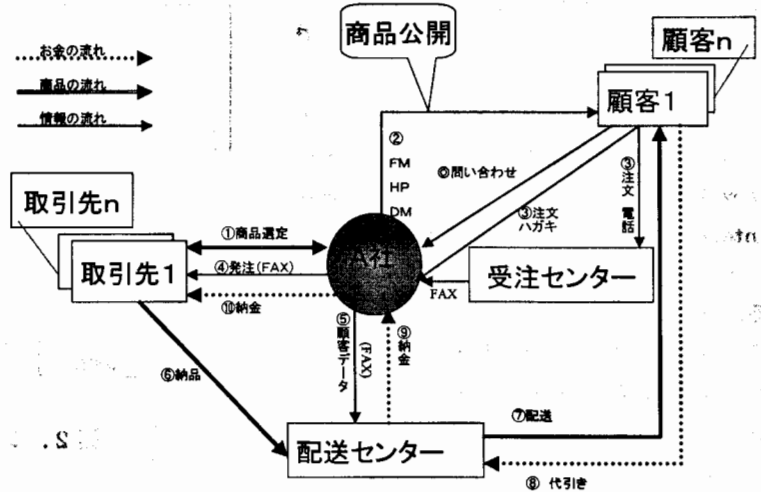 お金の流れ
商品の流れ
情報の流れ
商品公開
顧客n
顧客1
②
FM
HP
DM
◎問い合わせ
③注文
ハガキ
③注文 電話
取引先n
取引先1
①商品選定
④発注(FAX)
⑩納金
A社
受注センター
FAX
⑤顧客データ
(FAX)
⑨納金
⑥納品
⑦配送
配送センター
⑧ 代引き
2.